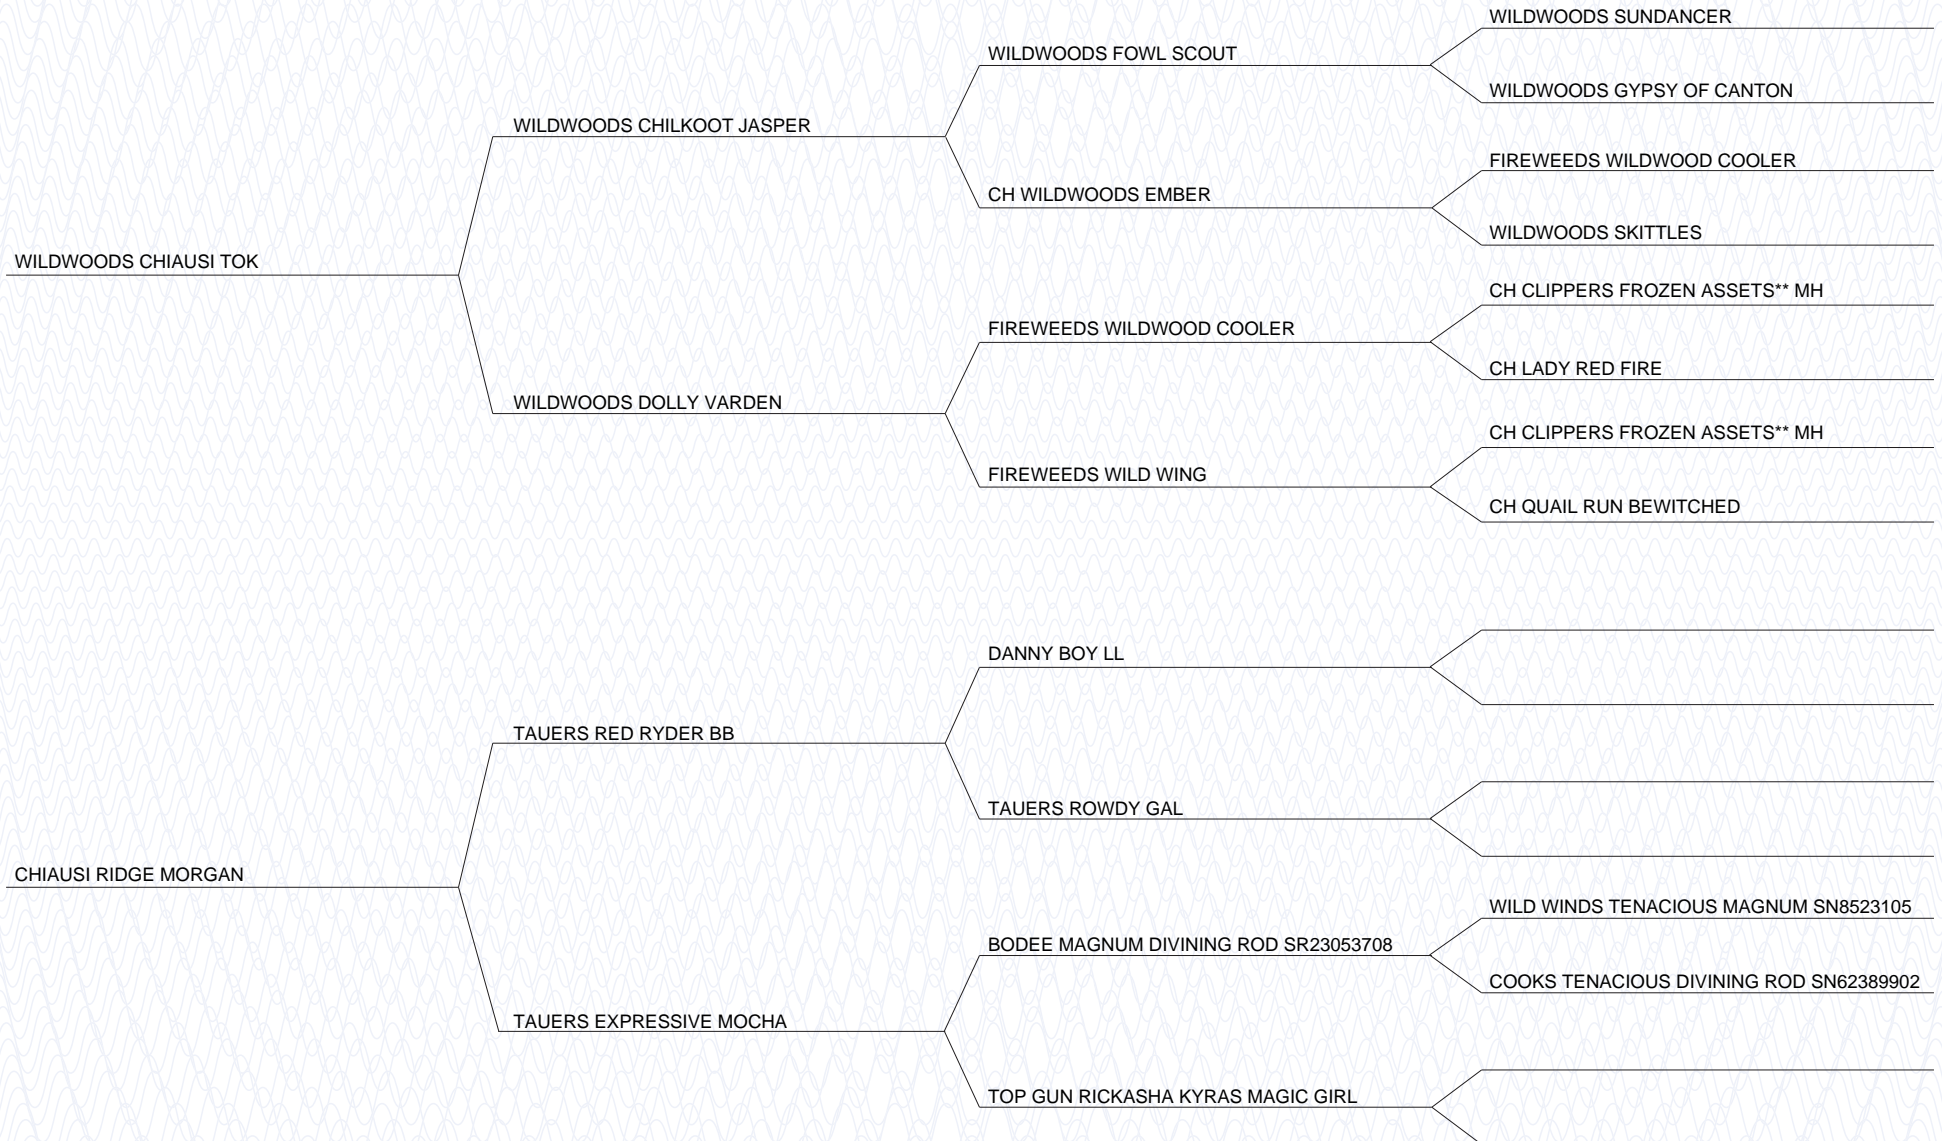 WILDWOODS SUNDANCER
WILDWOODS FOWL SCOUT
WILDWOODS GYPSY OF CANTON
WILDWOODS CHILKOOT JASPER
FIREWEEDS WILDWOOD COOLER
CH WILDWOODS EMBER
WILDWOODS SKITTLES
WILDWOODS CHIAUSI TOK
CH CLIPPERS FROZEN ASSETS** MH
FIREWEEDS WILDWOOD COOLER
CH LADY RED FIRE
WILDWOODS DOLLY VARDEN
CH CLIPPERS FROZEN ASSETS** MH
FIREWEEDS WILD WING
CH QUAIL RUN BEWITCHED
DANNY BOY LL
TAUERS RED RYDER BB
TAUERS ROWDY GAL
CHIAUSI RIDGE MORGAN
WILD WINDS TENACIOUS MAGNUM SN8523105
BODEE MAGNUM DIVINING ROD SR23053708
COOKS TENACIOUS DIVINING ROD SN62389902
TAUERS EXPRESSIVE MOCHA
TOP GUN RICKASHA KYRAS MAGIC GIRL